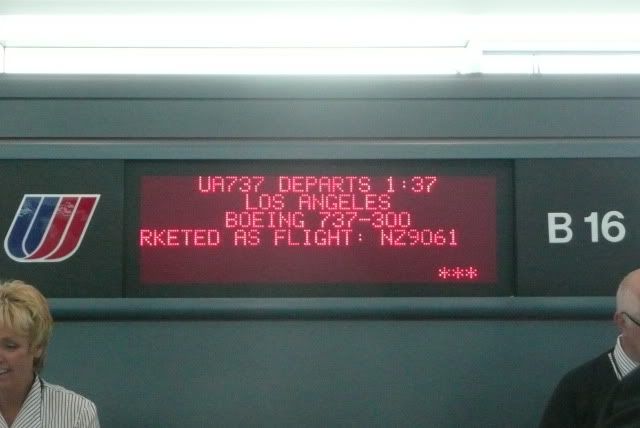 UA737 DEPARTS 1:37
LOS ANGELES
BOEING 737-300
RKETED AS FLIGHT: NZ9061
***
B 16